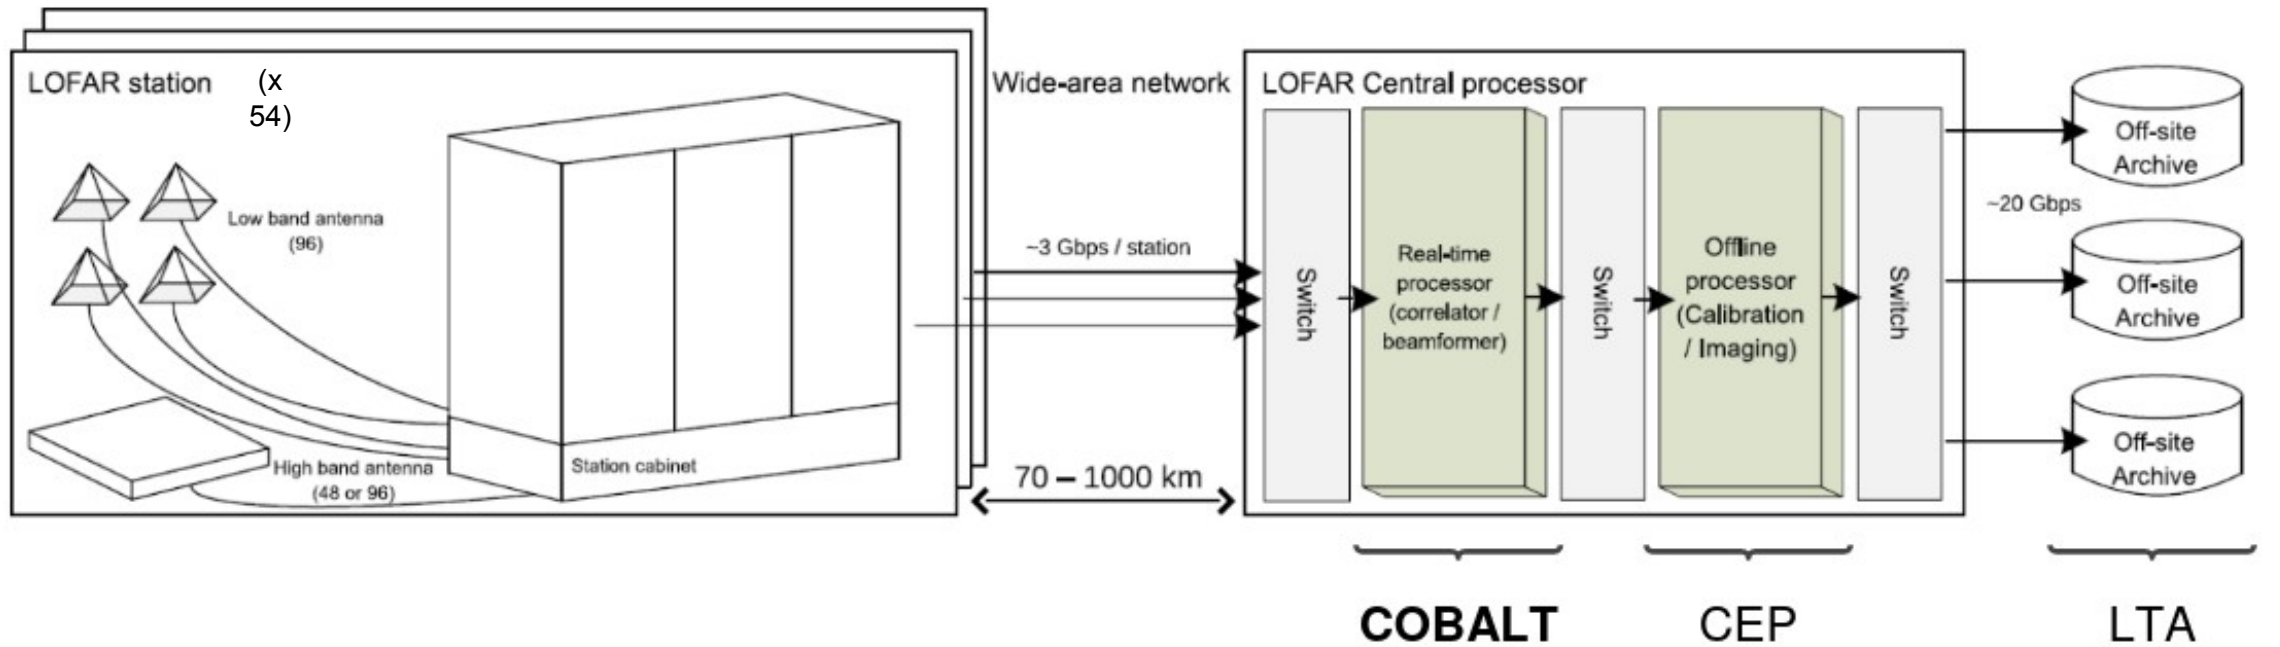 LOFAR station
(x
54)
Low band antenna
(96)
High band antenna
(48 or 96)
Station cabinet
Wide-area network
~3 Gbps / station
70 – 1000 km
LOFAR Central processor
Switch
Real-time
processor
(correlator /
beamformer)
Switch
Offline
processor
(Calibration
/ Imaging)
Switch
~20 Gbps
Off-site
Archive
Off-site
Archive
Off-site
Archive
COBALT
CEP
LTA